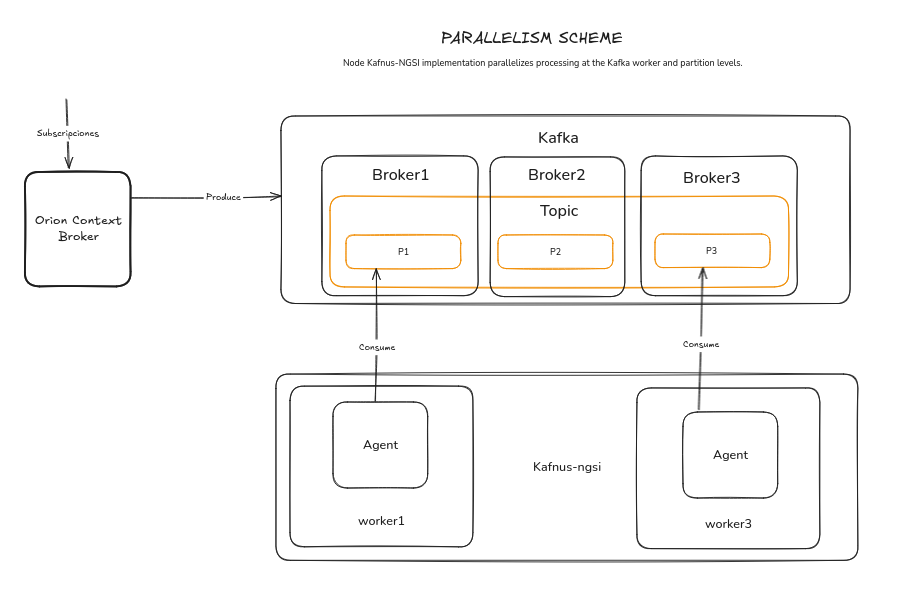 PARALLELISM SCHEME
Node Kafnus-NGSI implementation parallelizes processing at the Kafka worker and partition levels.
Subscripciones
Orion Context
Broker
Produce
Kafka
Broker1
Broker2
Broker3
Topic
P1
P2
P3
Consume
Consume
Agent
worker1
Kafnus-ngsi
Agent
worker3